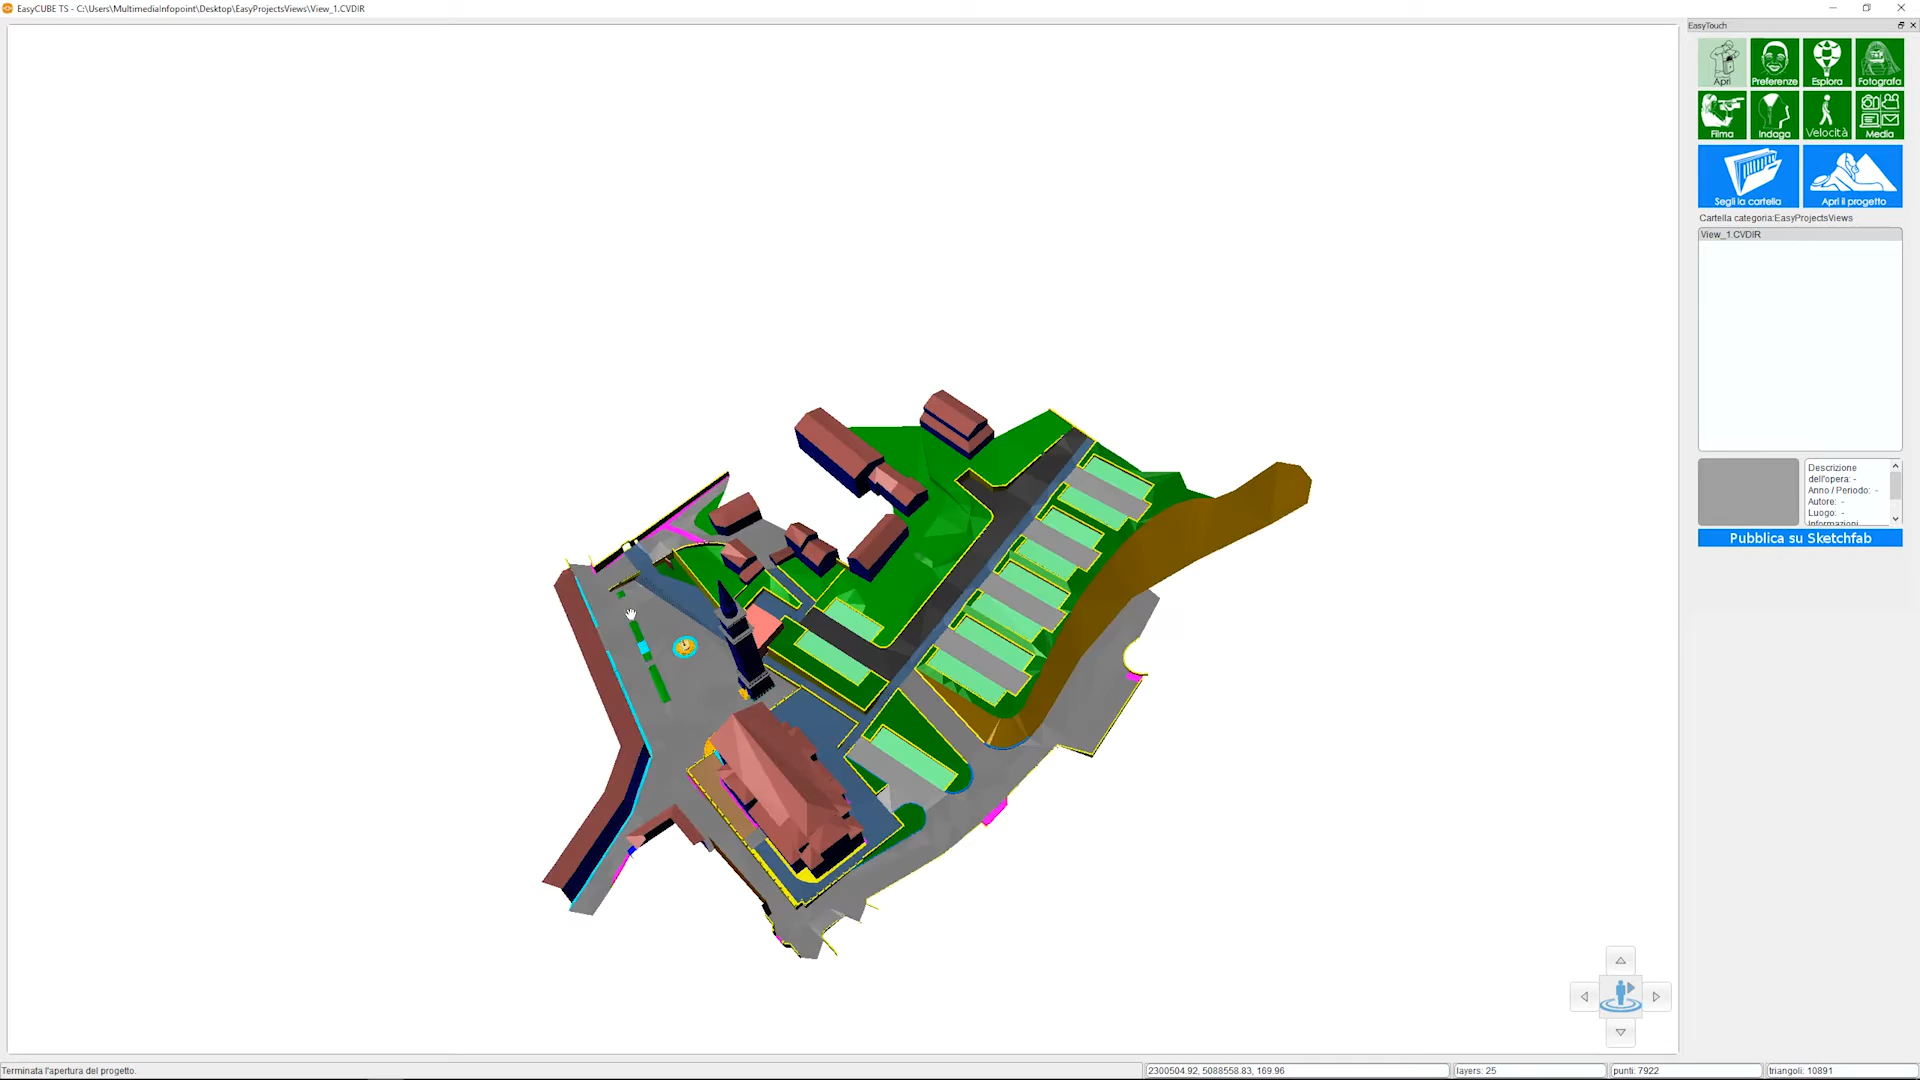 EasyCUBE TS - C:\Users\MultimediaInfopoint\Desktop\EasyProjectsViews\View_1.CVDIR
EasyTouch
Apri Preferenze Esplora Fotografa
Filma Indaga Velocità Media
Segli la cartella Apri il progetto
Cartella categoria:EasyProjectsViews
View_1.CVDIR
Descrizione
dell'opera: -
Anno / Periodo: -
Autore: -
Luogo: -
Informazioni
Pubblica su Sketchfab
Terminata l'apertura del progetto.
2300504.92, 5088558.83, 169.96
layers: 25
punti: 7922
triangoli: 10891